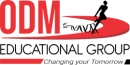 ODM
EDUCATIONAL GROUP
Changing your Tomorrow